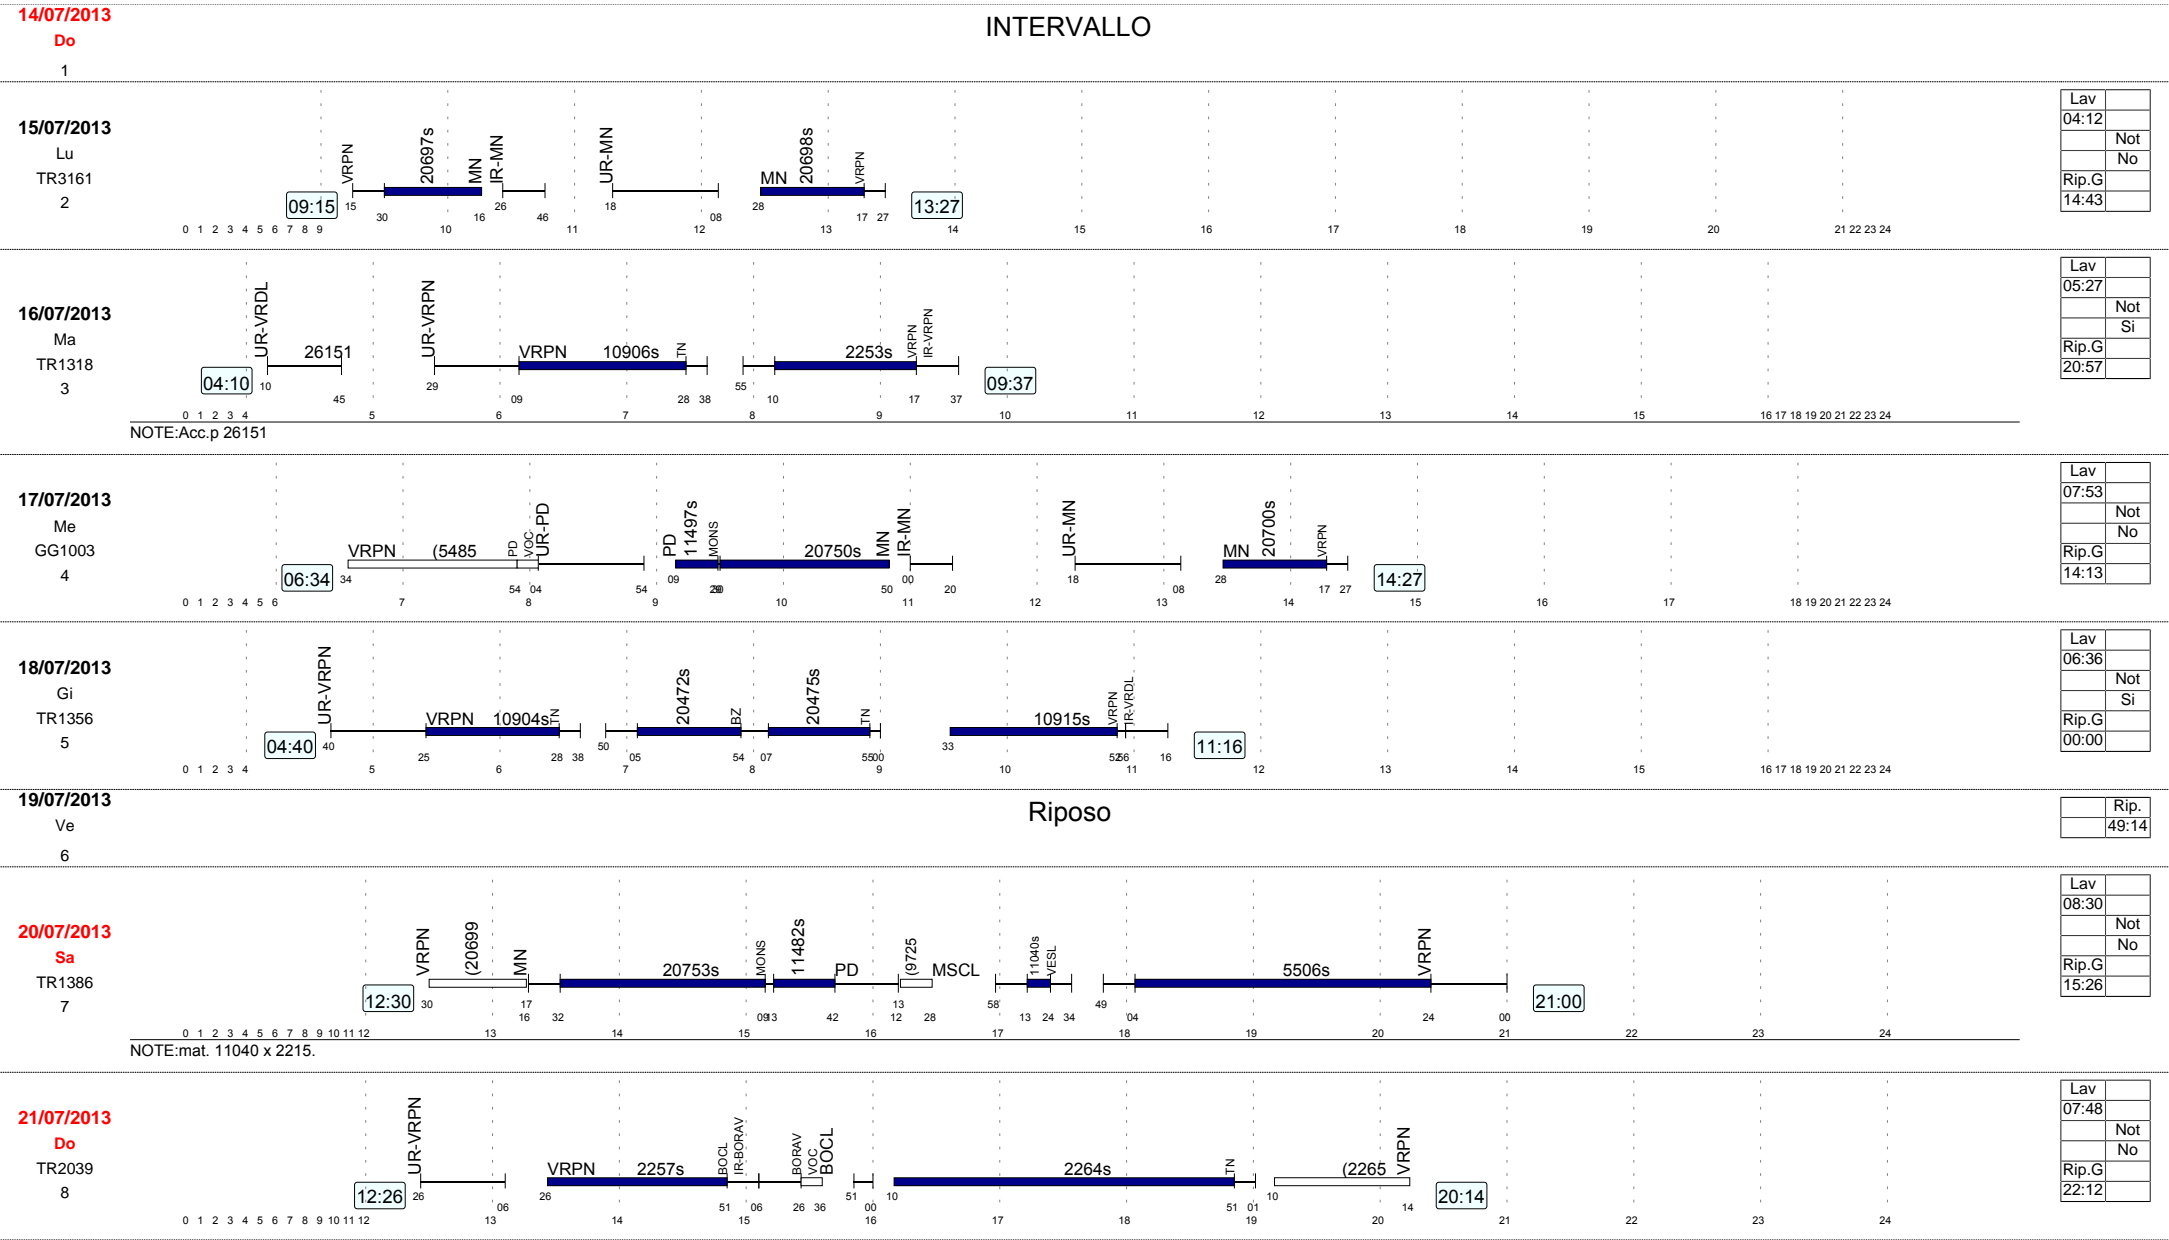 14/07/2013
Do
1
INTERVALLO
15/07/2013
Lu
TR3161
2
09:15
VRPN 20697s MN IR-MN UR-MN MN 20698s VRPN
15 30 16 26 46 18 08 28 17 27
13:27
0 1 2 3 4 5 6 7 8 9 10 11 12 13 14 15 16 17 18 19 20 21 22 23 24
Lav
04:12
Not
No
Rip.G
14:43
16/07/2013
Ma
TR1318
3
04:10
UR-VRDL 26151 UR-VRPN VRPN 10906s TN 2253s VRPN IR-VRPN
10 45 29 09 28 38 55 10 17 37
09:37
0 1 2 3 4 5 6 7 8 9 10 11 12 13 14 15 16 17 18 19 20 21 22 23 24
NOTE:Acc.p 26151
Lav
05:27
Not
Si
Rip.G
20:57
17/07/2013
Me
GG1003
4
06:34
VRPN (5485 PD VOC UR-PD PD 11497s MONS 20750s MN IR-MN UR-MN MN 20700s VRPN
34 54 04 54 09 50 00 20 18 08 28 17 27
14:27
0 1 2 3 4 5 6 7 8 9 10 11 12 13 14 15 16 17 18 19 20 21 22 23 24
Lav
07:53
Not
No
Rip.G
14:13
18/07/2013
Gi
TR1356
5
04:40
UR-VRPN VRPN 10904s TN 20472s BZ 20475s TN 10915s VRPN IR-VRDL
40 25 28 38 50 05 54 07 55 00 33 52 56 16
11:16
0 1 2 3 4 5 6 7 8 9 10 11 12 13 14 15 16 17 18 19 20 21 22 23 24
Lav
06:36
Not
Si
Rip.G
00:00
19/07/2013
Ve
6
Riposo
Rip.
49:14
20/07/2013
Sa
TR1386
7
12:30
VRPN (20699 MN 20753s MONS 11482s PD (9725 MSCL 11040s VESL 5506s VRPN
30 17 16 32 09 13 42 13 12 28 58 13 24 34 49 04 24 00
21:00
0 1 2 3 4 5 6 7 8 9 10 11 12 13 14 15 16 17 18 19 20 21 22 23 24
NOTE:mat. 11040 x 2215.
Lav
08:30
Not
No
Rip.G
15:26
21/07/2013
Do
TR2039
8
12:26
UR-VRPN VRPN 2257s BOCL IR-BORAV BORAV VOC BOCL 2264s TN (2265 VRPN
26 06 26 51 06 26 36 51 00 10 51 01 10 14
20:14
0 1 2 3 4 5 6 7 8 9 10 11 12 13 14 15 16 17 18 19 20 21 22 23 24
Lav
07:48
Not
No
Rip.G
22:12